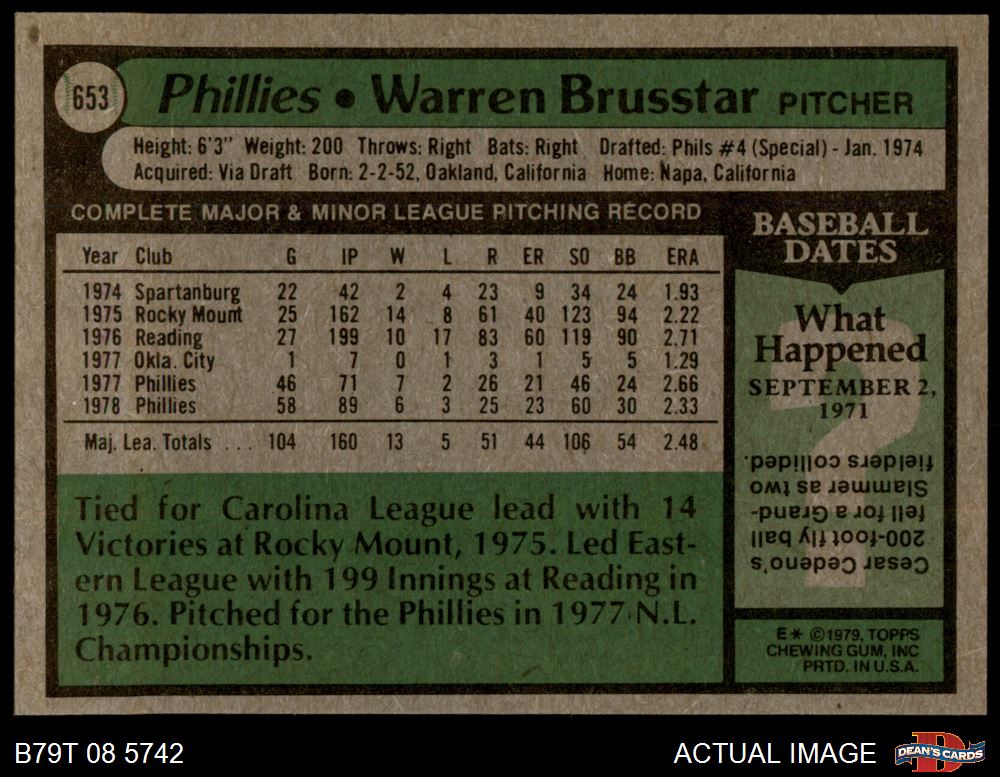 653 Phillies • Warren Brusstar PITCHER
Height: 6'3" Weight: 200 Throws: Right Bats: Right Drafted: Phils #4 (Special) - Jan. 1974
Acquired: Via Draft Born: 2-2-52, Oakland, California Home: Napa, California
COMPLETE MAJOR & MINOR LEAGUE PITCHING RECORD
Year Club G IP W L R ER SO BB ERA
1974 Spartanburg 22 42 2 4 23 9 34 24 1.93
1975 Rocky Mount 25 162 14 8 61 40 123 94 2.22
1976 Reading 27 199 10 17 83 60 119 90 2.71
1977 Okla. City 1 7 0 1 3 1 5 5 1.29
1977 Phillies 46 71 7 2 26 21 46 24 2.66
1978 Phillies 58 89 6 3 25 23 60 30 2.33
Maj. Lea. Totals ... 104 160 13 5 51 44 106 54 2.48
Tied for Carolina League lead with 14
Victories at Rocky Mount, 1975. Led East-
ern League with 199 Innings at Reading in
1976. Pitched for the Phillies in 1977 N.L.
Championships.
BASEBALL
DATES
What
Happened
SEPTEMBER 2,
1971
?
Cesar Cedeno's
200-foot fly ball
fell for a Grand-
Slammer as two
fielders collided.
E* ©1979, TOPPS
CHEWING GUM, INC
PRTD. IN U.S.A.
B79T 08 5742
ACTUAL IMAGE
D
DEAN'S CARDS